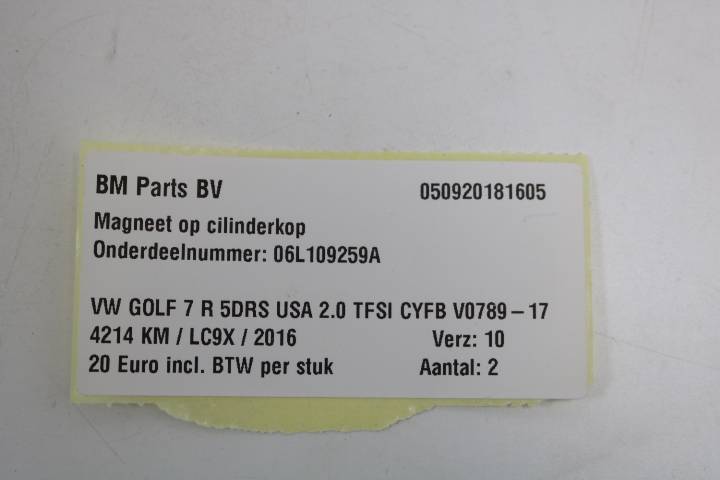 BM Parts BV 050920181605
Magneet op cilinderkop
Onderdeelnummer: 06L109259A
VW GOLF 7 R 5DRS USA 2.0 TFSI CYFB V0789-17
4214 KM / LC9X / 2016 Verz: 10
20 Euro incl. BTW per stuk Aantal: 2